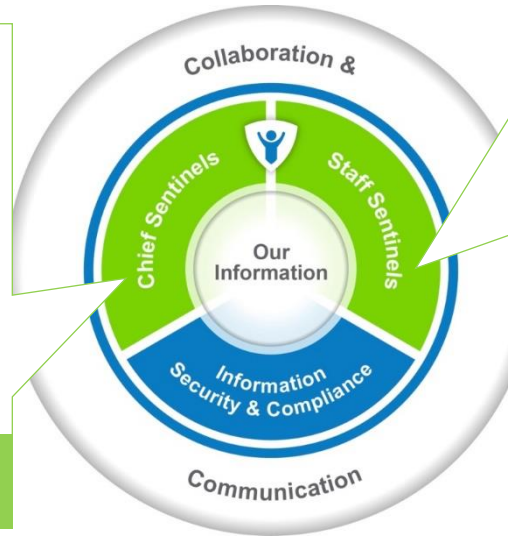 Collaboration &
Chief Sentinels
Staff Sentinels
Our
Information
Information
Security & Compliance
Communication